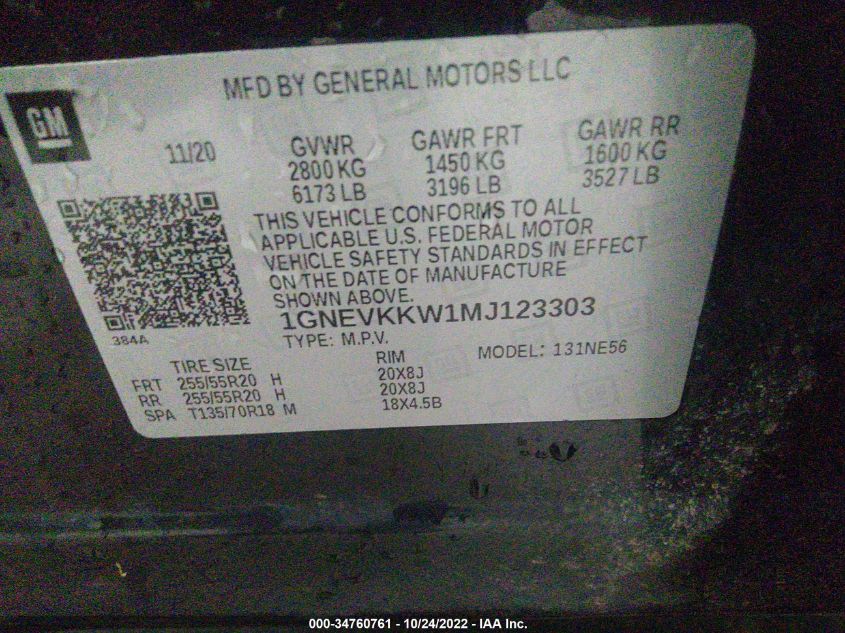 MFD BY GENERAL MOTORS LLC
GM
11/20
GVWR GAWR FRT GAWR RR
2800 KG 1450 KG 1600 KG
6173 LB 3196 LB 3527 LB
THIS VEHICLE CONFORMS TO ALL
APPLICABLE U.S. FEDERAL MOTOR
VEHICLE SAFETY STANDARDS IN EFFECT
ON THE DATE OF MANUFACTURE
SHOWN ABOVE.
1GNEVKKW1MJ123303
384A
TYPE: M.P.V. MODEL: 131NE56
TIRE SIZE RIM
FRT 255/55R20 H 20X8J
RR 255/55R20 H 20X8J
SPA T135/70R18 M 18X4.5B
000-34760761 - 10/24/2022 - IAA Inc.